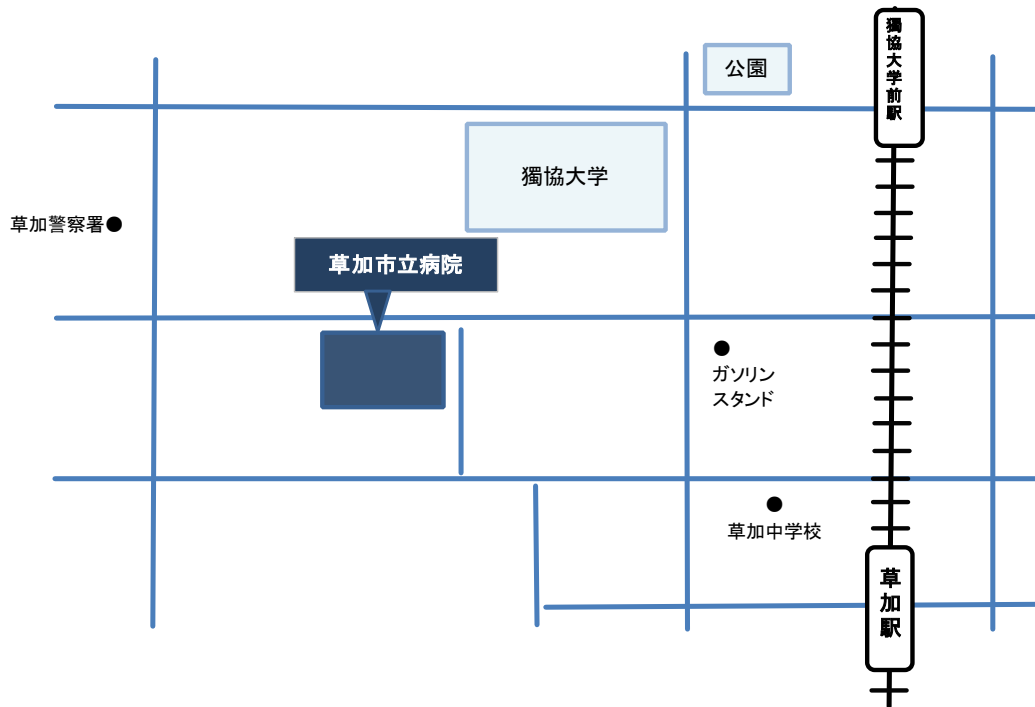 獨協大学前駅
公園
獨協大学
草加警察署
草加市立病院
ガソリン
スタンド
草加中学校
草加駅